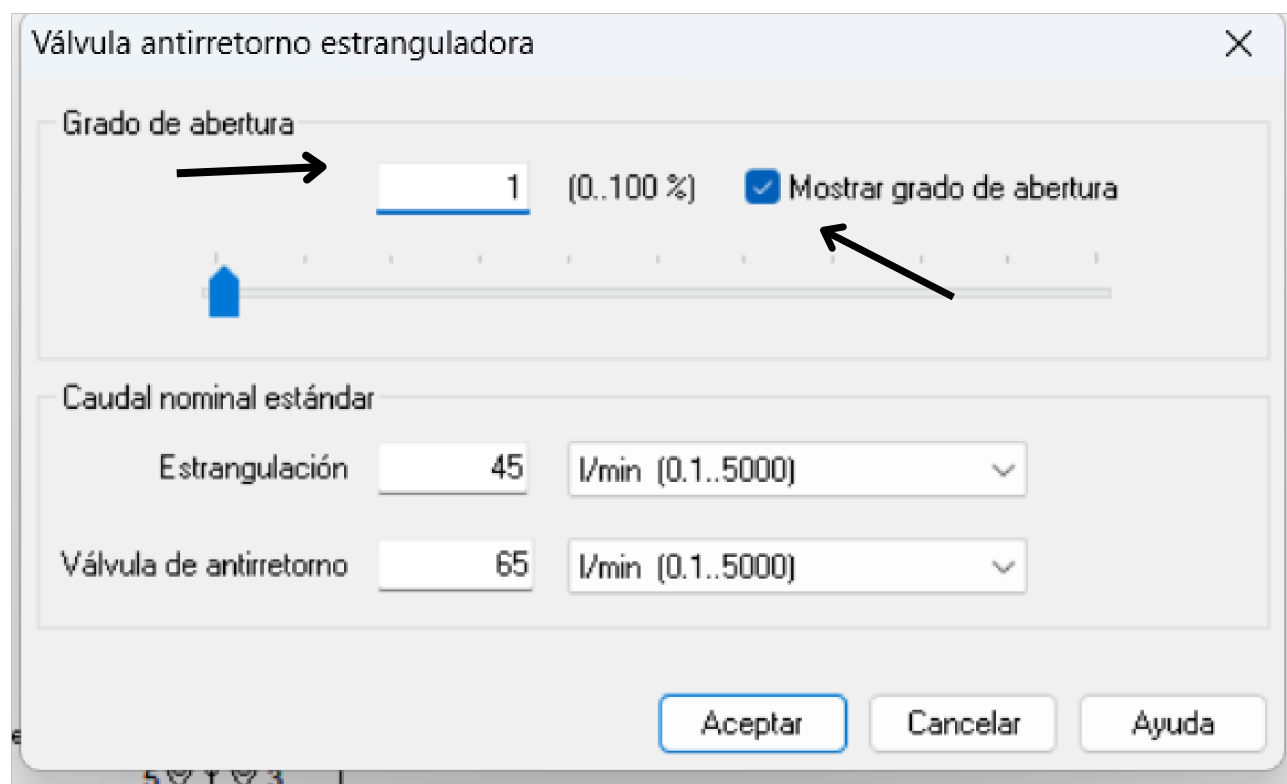 Válvula antirretorno estranguladora
Grado de abertura
1 (0..100 %) Mostrar grado de abertura
Caudal nominal estándar
Estrangulación 45 l/min (0.1..5000)
Válvula de antirretorno 65 l/min (0.1..5000)
Aceptar Cancelar Ayuda